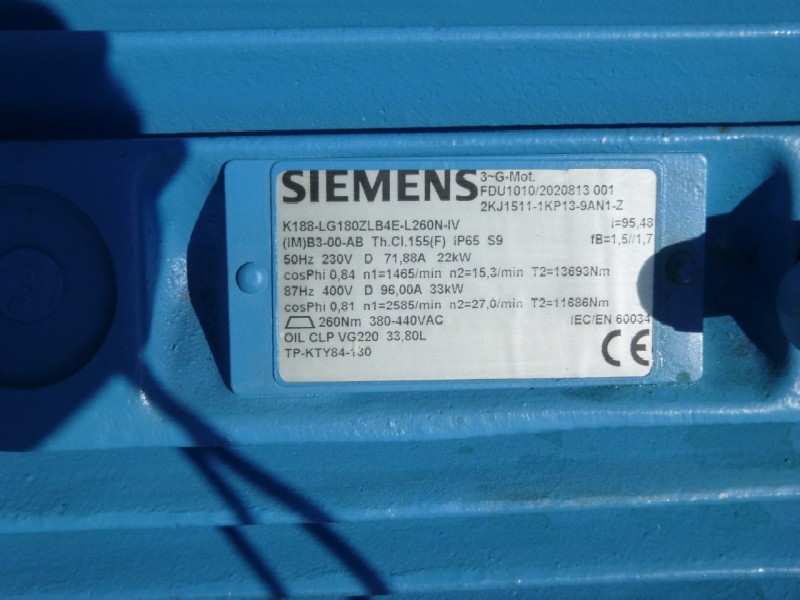 SIEMENS
3~G-Mot.
FDU1010/2020813 001
2KJ1511-1KP13-9AN1-Z
K188-LG180ZLB4E-L260N-IV i=95,48
(IM)B3-00-AB Th.Cl.155(F) IP65 S9 fB=1,5//1,7
50Hz 230V D 71,88A 22kW
cosPhi 0,84 n1=1465/min n2=15,3/min T2=13693Nm
87Hz 400V D 96,00A 33kW
cosPhi 0,81 n1=2585/min n2=27,0/min T2=11686Nm
260Nm 380-440VAC IEC/EN 60034
OIL CLP VG220 33,80L
TP-KTY84-130
CE